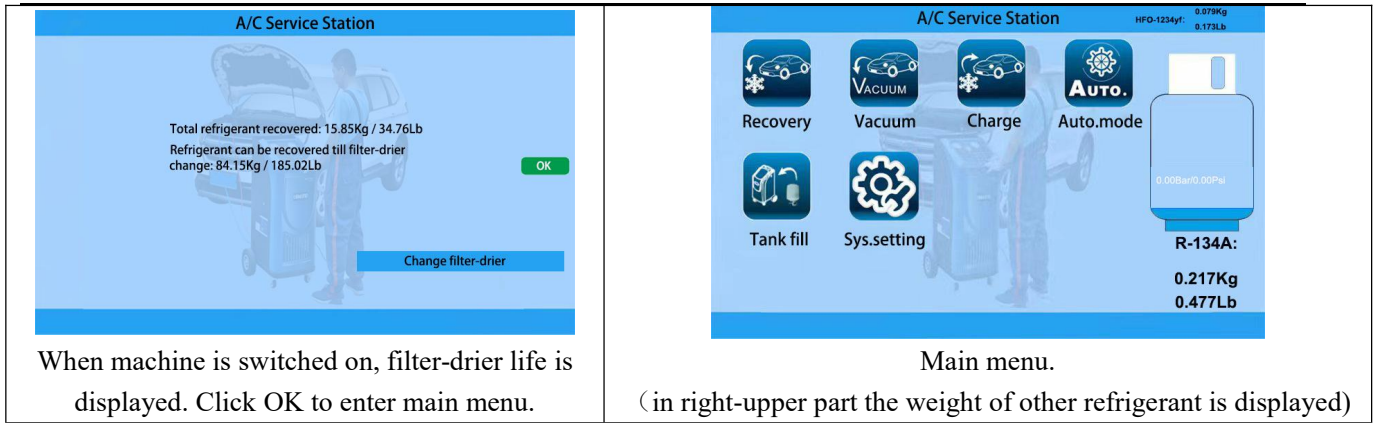 A/C Service Station
Total refrigerant recovered: 15.85Kg / 34.76Lb
Refrigerant can be recovered till filter-drier
change: 84.15Kg / 185.02Lb
OK
Change filter-drier
When machine is switched on, filter-drier life is
displayed. Click OK to enter main menu.
A/C Service Station
HFO-1234yf:
0.079Kg
0.173Lb
VACUUM
AUTO.
Recovery
Vacuum
Charge
Auto.mode
0.00Bar/0.00Psi
Tank fill
Sys.setting
R-134A:
0.217Kg
0.477Lb
Main menu.
（in right-upper part the weight of other refrigerant is displayed)